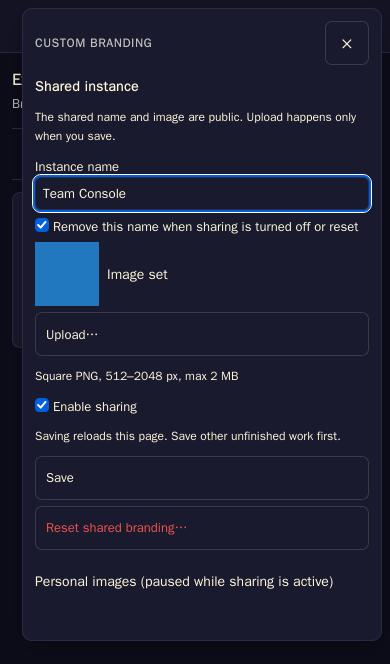 CUSTOM BRANDING
Shared instance
The shared name and image are public. Upload happens only
when you save.
Instance name
Team Console
Remove this name when sharing is turned off or reset
Image set
Upload···
Square PNG, 512–2048 px, max 2 MB
Enable sharing
Saving reloads this page. Save other unfinished work first.
Save
Reset shared branding···
Personal images (paused while sharing is active)